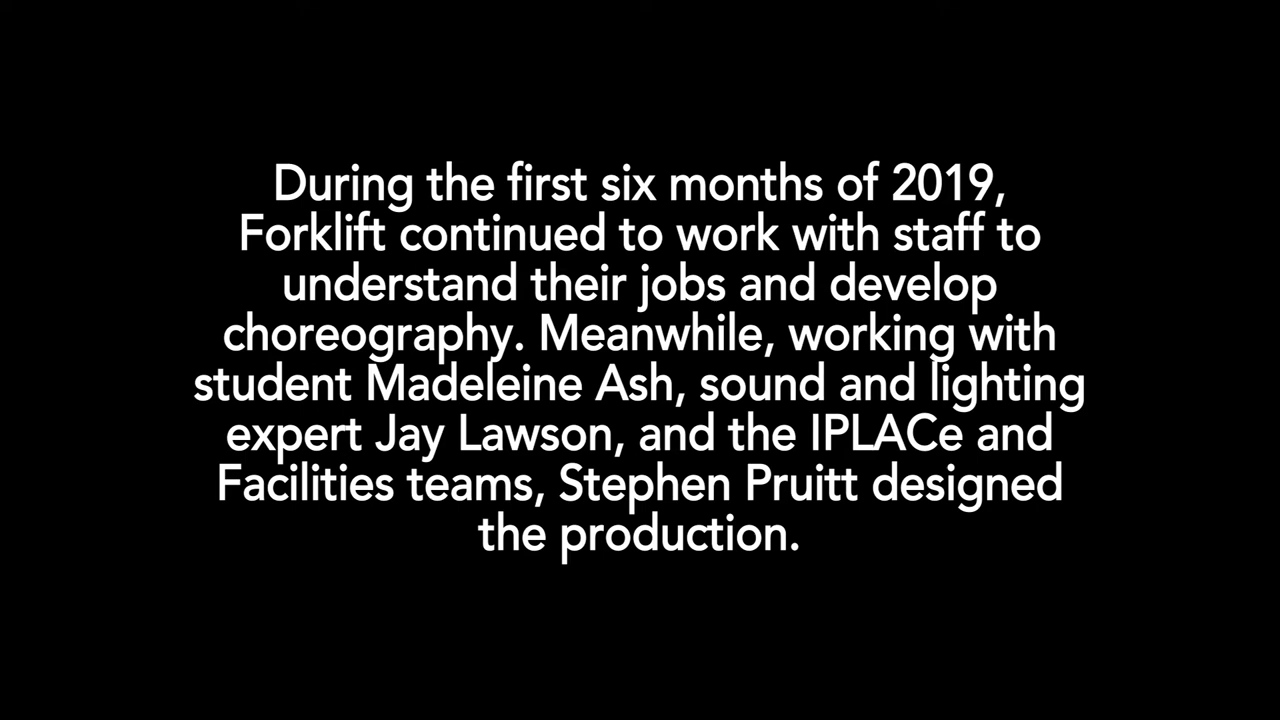 During the first six months of 2019,
Forklift continued to work with staff to
understand their jobs and develop
choreography. Meanwhile, working with
student Madeleine Ash, sound and lighting
expert Jay Lawson, and the IPLACe and
Facilities teams, Stephen Pruitt designed
the production.